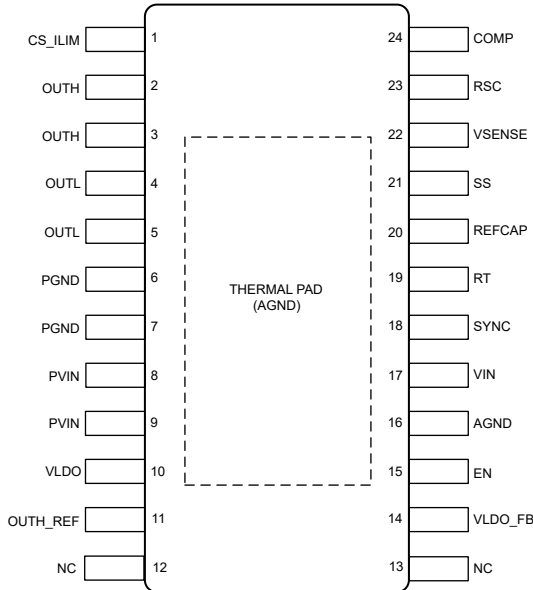 CS_ILIM 1 24 COMP
OUTH 2 23 RSC
OUTH 3 22 VSENSE
OUTL 4 21 SS
OUTL 5 20 REFCAP
PGND 6 19 RT
THERMAL PAD
(AGND)
PGND 7 18 SYNC
PVIN 8 17 VIN
PVIN 9 16 AGND
VLDO 10 15 EN
OUTH_REF 11 14 VLDO_FB
NC 12 13 NC